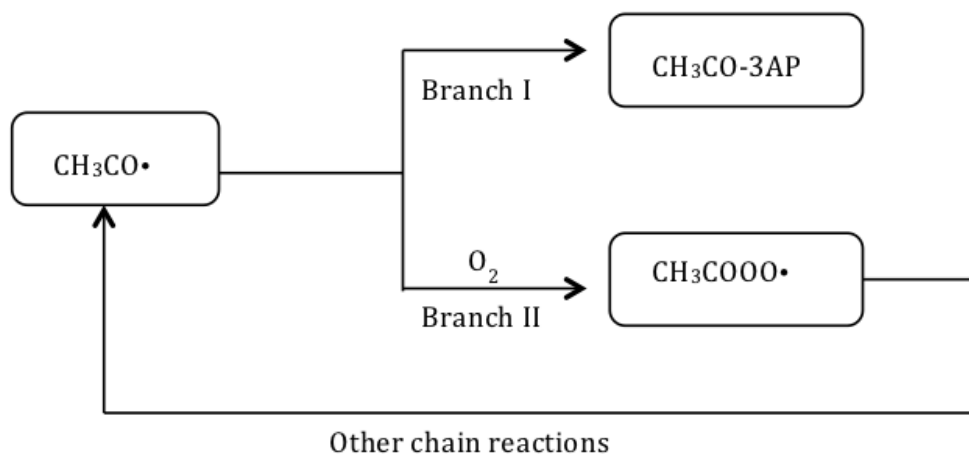 CH₃CO-3AP
Branch I
CH₃CO•
O₂
CH₃COOO•
Branch II
Other chain reactions